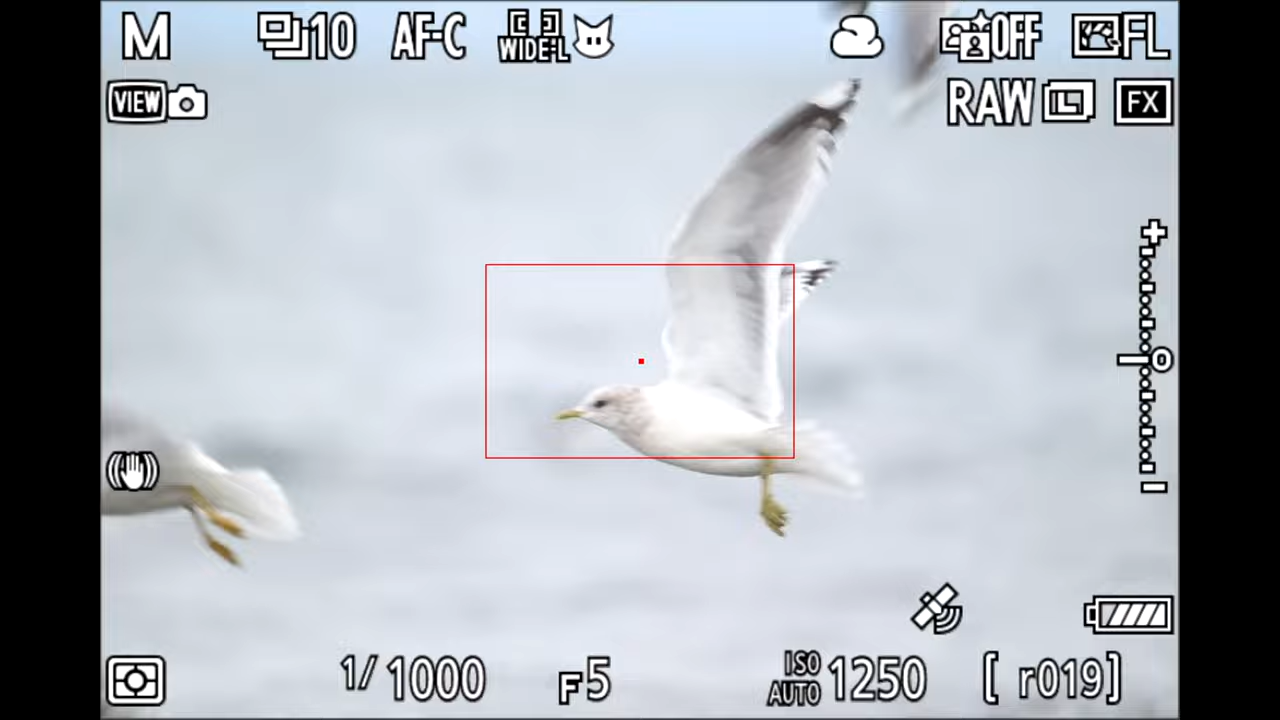 M 10 AF-C WIDE-L OFF FL
VIEW RAW L FX
1/1000 F5 ISO AUTO 1250 [ r019]